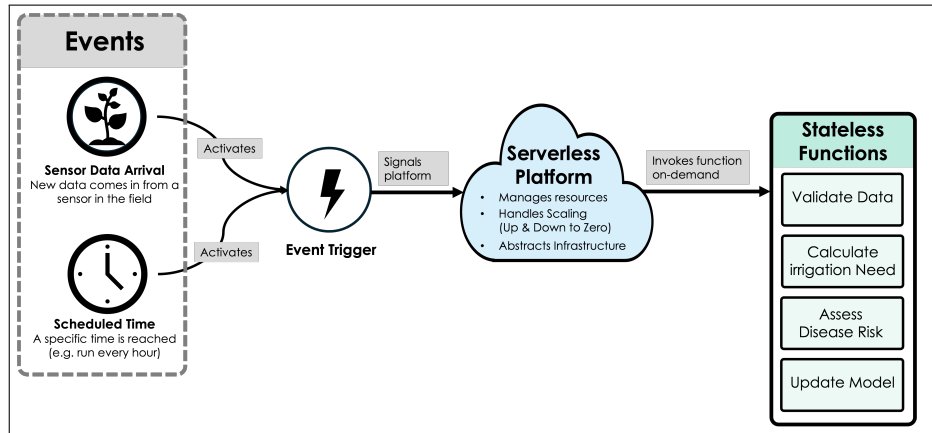 Events
Sensor Data Arrival
New data comes in from a
sensor in the field
Scheduled Time
A specific time is reached
(e.g. run every hour)
Activates
Activates
Event Trigger
Signals
platform
Serverless
Platform
• Manages resources
• Handles Scaling
(Up & Down to Zero)
• Abstracts Infrastructure
Invokes function
on-demand
Stateless
Functions
Validate Data
Calculate
irrigation Need
Assess
Disease Risk
Update Model